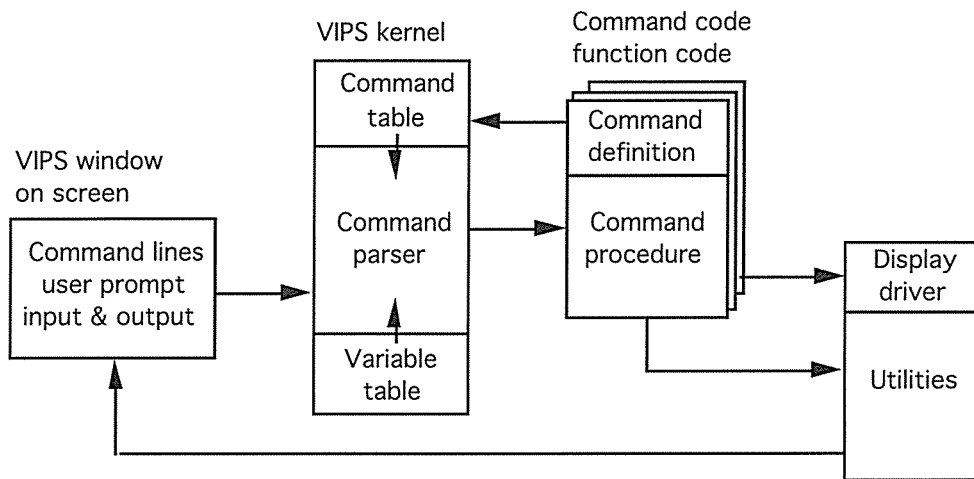 VIPS window
on screen
Command lines
user prompt
input & output
VIPS kernel
Command
table
Command
parser
Variable
table
Command code
function code
Command
definition
Command
procedure
Display
driver
Utilities